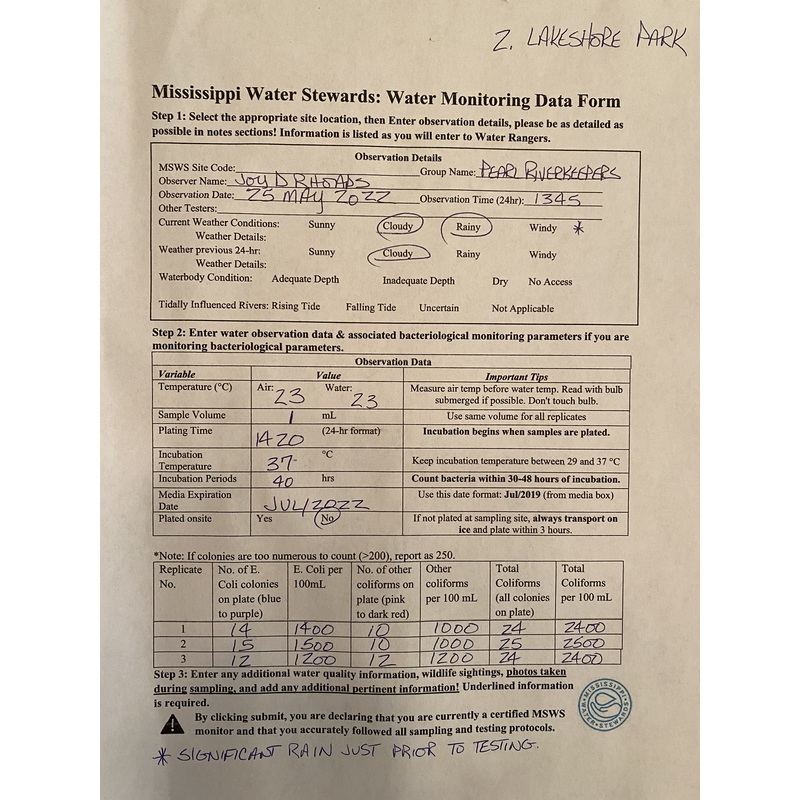 2. LAKESHORE PARK
Mississippi Water Stewards: Water Monitoring Data Form
Step 1: Select the appropriate site location, then Enter observation details, please be as detailed as
possible in notes sections! Information is listed as you will enter to Water Rangers.
Observation Details
MSWS Site Code: Group Name: PEARL RIVERKEEPERS
Observer Name: JOY D RHOADS
Observation Date: 25 MAY 2022 Observation Time (24hr): 1345
Other Testers:
Current Weather Conditions: Sunny Cloudy Rainy Windy *
Weather Details:
Weather previous 24-hr: Sunny Cloudy Rainy Windy
Weather Details:
Waterbody Condition: Adequate Depth Inadequate Depth Dry No Access
Tidally Influenced Rivers: Rising Tide Falling Tide Uncertain Not Applicable
Step 2: Enter water observation data & associated bacteriological monitoring parameters if you are
monitoring bacteriological parameters.
Observation Data
Variable Value Important Tips
Temperature (°C) Air: 23 Water: 23 Measure air temp before water temp. Read with bulb
submerged if possible. Don't touch bulb.
Sample Volume 1 mL Use same volume for all replicates
Plating Time 1420 (24-hr format) Incubation begins when samples are plated.
Incubation
Temperature 37 °C Keep incubation temperature between 29 and 37 °C
Incubation Periods 40 hrs Count bacteria within 30-48 hours of incubation.
Media Expiration
Date JUL/2022 Use this date format: Jul/2019 (from media box)
Plated onsite Yes No If not plated at sampling site, always transport on
ice and plate within 3 hours.
*Note: If colonies are too numerous to count (>200), report as 250.
Replicate No. of E. E. Coli per No. of other Other Total Total
No. Coli colonies 100mL coliforms on coliforms Coliforms Coliforms
on plate (blue plate (pink per 100 mL (all colonies per 100 mL
to purple) to dark red) on plate)
1 14 1400 10 1000 24 2400
2 15 1500 10 1000 25 2500
3 12 1200 12 1200 24 2400
Step 3: Enter any additional water quality information, wildlife sightings, photos taken
during sampling, and add any additional pertinent information! Underlined information
is required.
By clicking submit, you are declaring that you are currently a certified MSWS
monitor and that you accurately followed all sampling and testing protocols.
MISSISSIPPI WATER STEWARDS
* SIGNIFICANT RAIN JUST PRIOR TO TESTING.